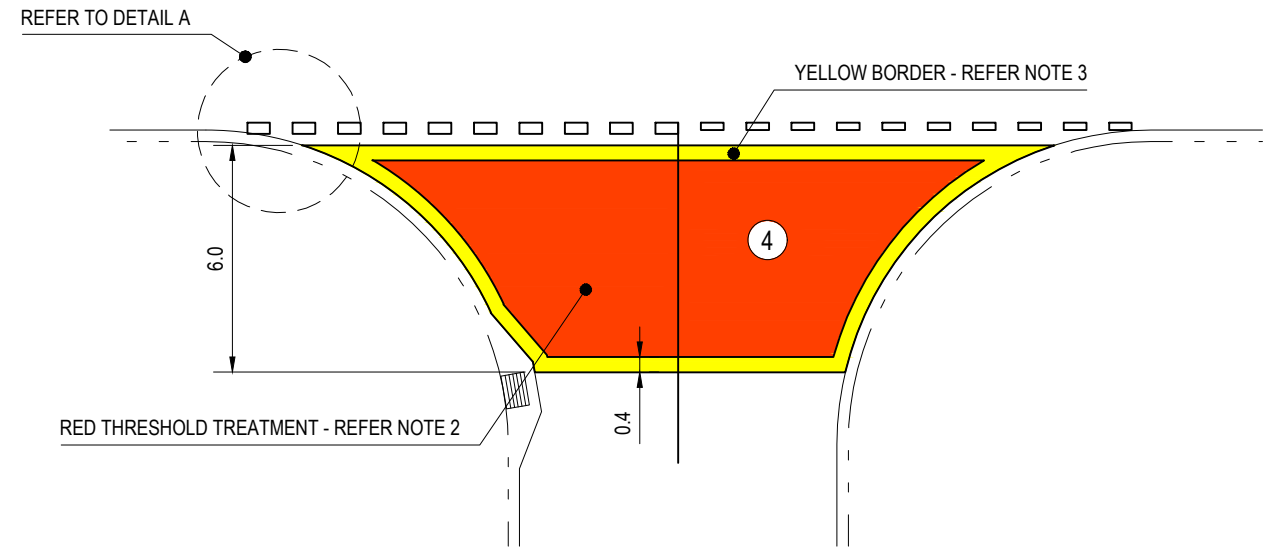 REFER TO DETAIL A
YELLOW BORDER - REFER NOTE 3
4
6.0
0.4
RED THRESHOLD TREATMENT - REFER NOTE 2